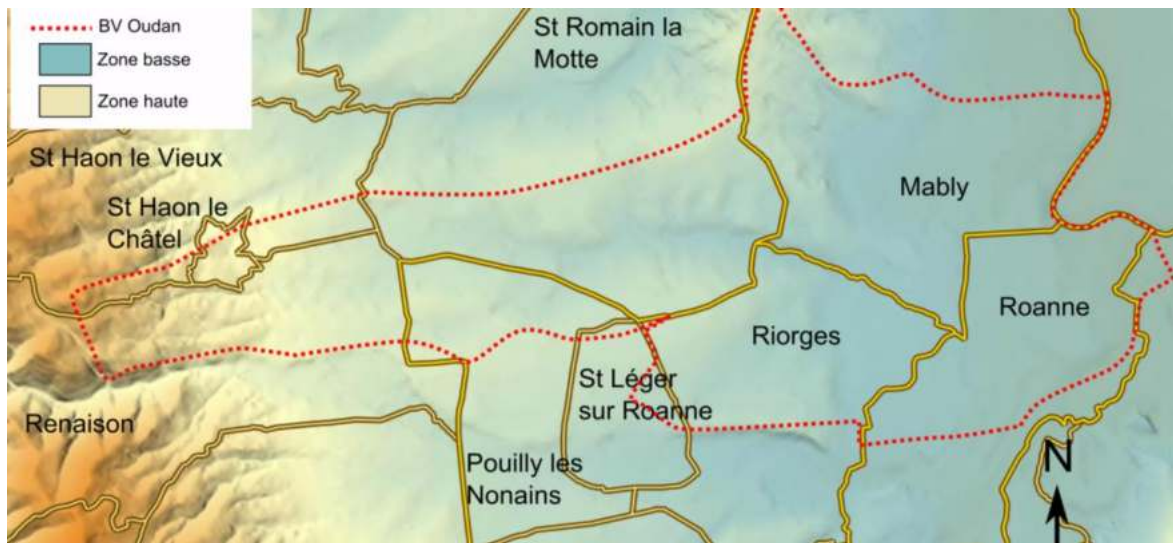 BV Oudan
Zone basse
Zone haute
St Romain la
Motte
St Haon le Vieux
St Haon le
Châtel
Mably
Roanne
Riorges
St Léger
sur Roanne
Renaison
Pouilly les
Nonains
N